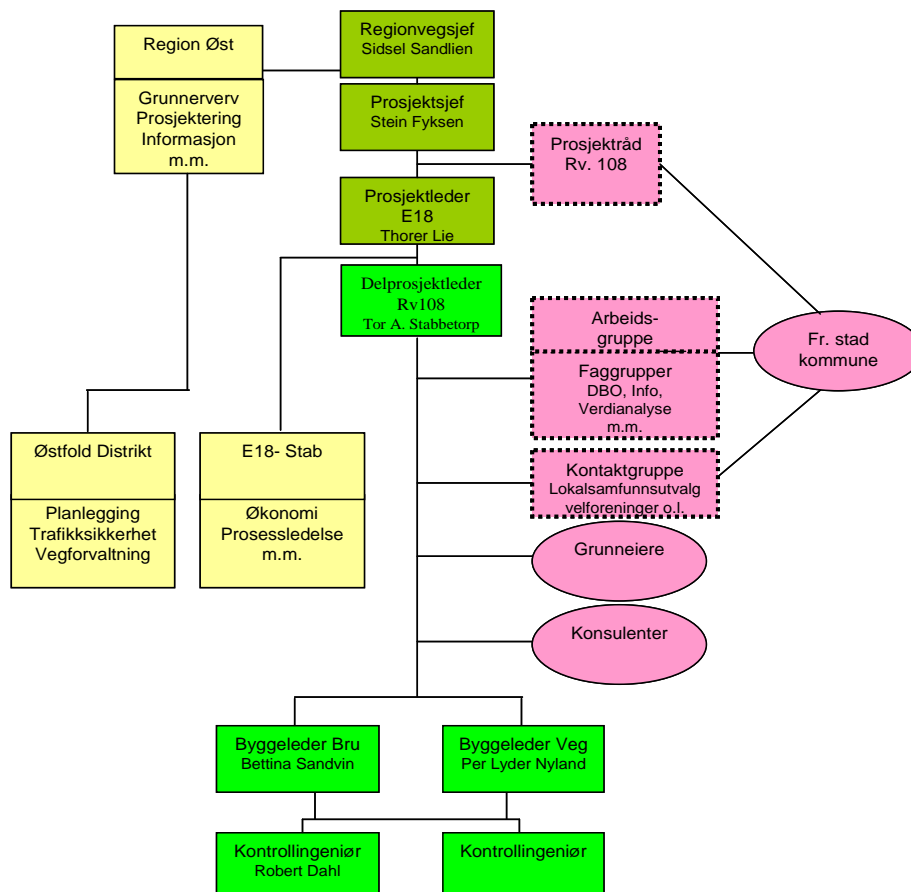 Region Øst
Grunnerverv
Prosjektering
Informasjon
m.m.
Regionvegsjef
Sidsel Sandlien
Prosjektsjef
Stein Fyksen
Prosjektråd
Rv. 108
Prosjektleder
E18
Thorer Lie
Delprosjektleder
Rv108
Tor A. Stabbetorp
Arbeids-
gruppe
Faggrupper
DBO, Info,
Verdianalyse
m.m.
Fr. stad
kommune
Østfold Distrikt
Planlegging
Trafikksikkerhet
Vegforvaltning
E18- Stab
Økonomi
Prosessledelse
m.m.
Kontaktgruppe
Lokalsamfunnsutvalg
velforeninger o.l.
Grunneiere
Konsulenter
Byggeleder Bru
Bettina Sandvin
Byggeleder Veg
Per Lyder Nyland
Kontrollingeniør
Robert Dahl
Kontrollingeniør